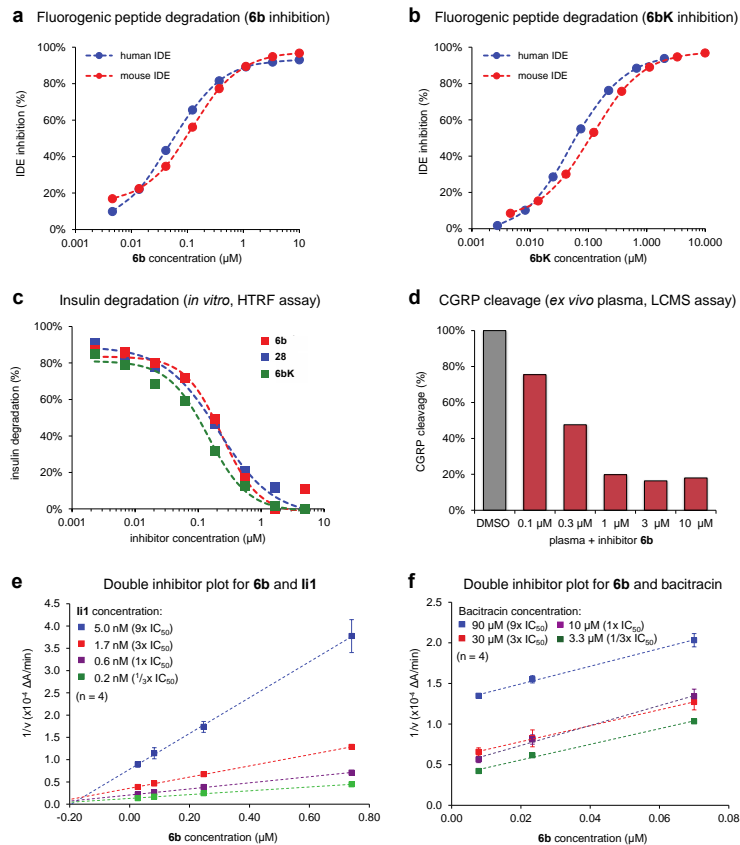 a Fluorogenic peptide degradation (6b inhibition)
100%
80%
60%
40%
20%
0%
IDE inhibition (%)
human IDE
mouse IDE
0.001 0.01 0.1 1 10
6b concentration (µM)
b Fluorogenic peptide degradation (6bK inhibition)
100%
80%
60%
40%
20%
0%
IDE inhibition (%)
human IDE
mouse IDE
0.001 0.010 0.100 1.000 10.000
6bK concentration (µM)
c Insulin degradation (in vitro, HTRF assay)
100%
80%
60%
40%
20%
0%
insulin degradation (%)
6b
28
6bK
0.001 0.01 0.1 1 10
inhibitor concentration (µM)
d CGRP cleavage (ex vivo plasma, LCMS assay)
100%
80%
60%
40%
20%
0%
CGRP cleavage (%)
DMSO 0.1 µM 0.3 µM 1 µM 3 µM 10 µM
plasma + inhibitor 6b
e Double inhibitor plot for 6b and li1
4.5
4.0
3.5
3.0
2.5
2.0
1.5
1.0
0.5
0.0
1/v (x10⁻⁴ ΔA/min)
li1 concentration:
5.0 nM (9x IC₅₀)
1.7 nM (3x IC₅₀)
0.6 nM (1x IC₅₀)
0.2 nM (¹/₃x IC₅₀)
(n = 4)
-0.20 0.00 0.20 0.40 0.60 0.80
6b concentration (µM)
f Double inhibitor plot for 6b and bacitracin
2.5
2.0
1.5
1.0
0.5
0.0
1/v (x10⁻⁴ ΔA/min)
Bacitracin concentration:
90 µM (9x IC₅₀) 10 µM (1x IC₅₀)
30 µM (3x IC₅₀) 3.3 µM (1/3x IC₅₀)
(n = 4)
0.00 0.02 0.04 0.06 0.08
6b concentration (µM)